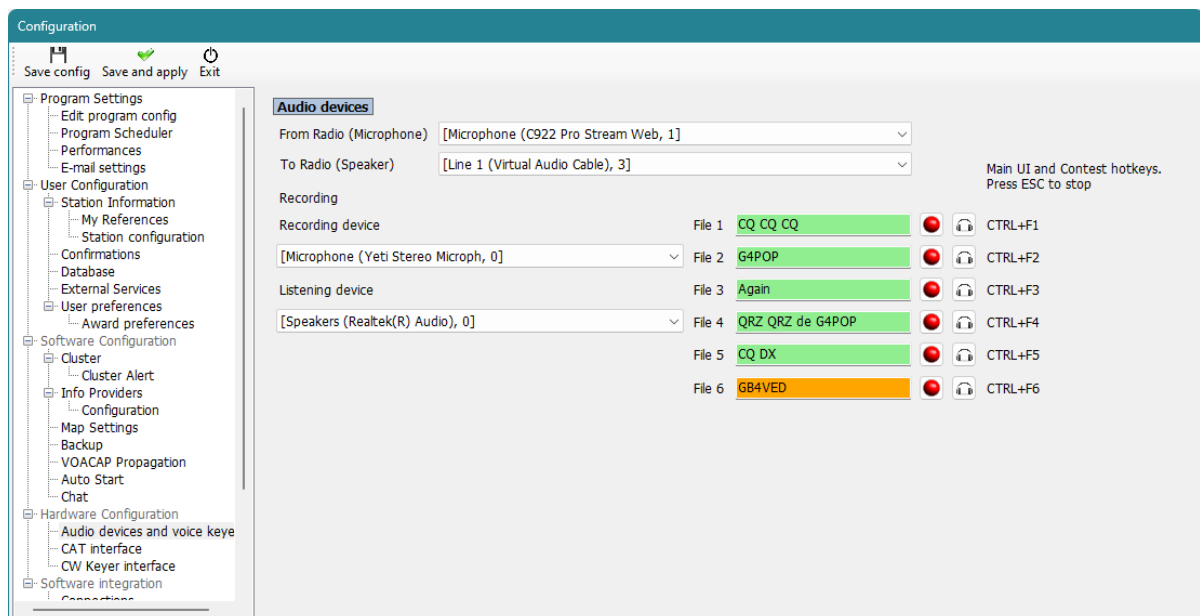 Configuration
Save config Save and apply Exit
Program Settings
Edit program config
Program Scheduler
Performances
E-mail settings
User Configuration
Station Information
My References
Station configuration
Confirmations
Database
External Services
User preferences
Award preferences
Software Configuration
Cluster
Cluster Alert
Info Providers
Configuration
Map Settings
Backup
VOACAP Propagation
Auto Start
Chat
Hardware Configuration
Audio devices and voice keye
CAT interface
CW Keyer interface
Software integration
Connections
Audio devices
From Radio (Microphone) [Microphone (C922 Pro Stream Web, 1]
To Radio (Speaker) [Line 1 (Virtual Audio Cable), 3]
Recording
Recording device
[Microphone (Yeti Stereo Microph, 0]
Listening device
[Speakers (Realtek(R) Audio), 0]
Main UI and Contest hotkeys.
Press ESC to stop
File 1 CQ CQ CQ CTRL+F1
File 2 G4POP CTRL+F2
File 3 Again CTRL+F3
File 4 QRZ QRZ de G4POP CTRL+F4
File 5 CQ DX CTRL+F5
File 6 GB4VED CTRL+F6